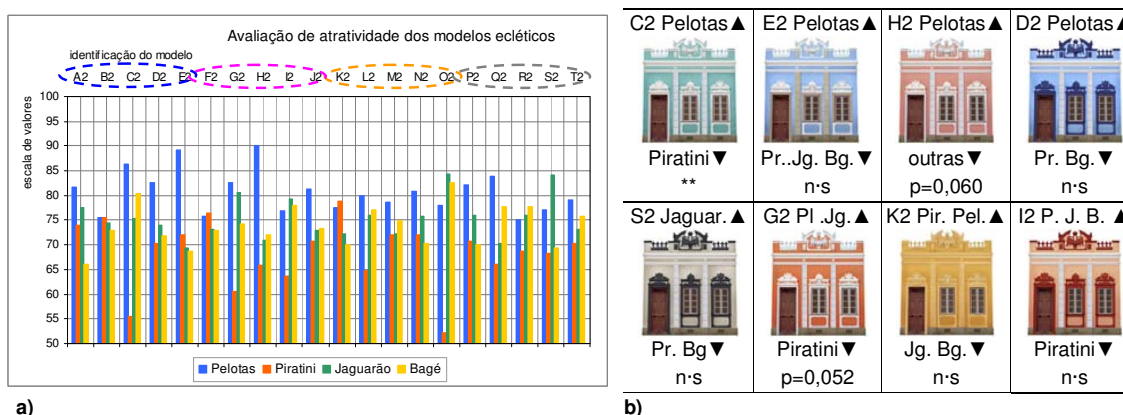 Avaliação de atratividade dos modelos ecléticos
identificação do modelo
A2 B2 C2 D2 E2 F2 G2 H2 I2 J2 K2 L2 M2 N2 O2 P2 Q2 R2 S2 T2
escala de valores
100
95
90
85
80
75
70
65
60
55
50
Pelotas Piratini Jaguarão Bagé
a)
C2 Pelotas▲ E2 Pelotas▲ H2 Pelotas▲ D2 Pelotas▲
Piratini▼ Pr..Jg. Bg.▼ outras▼ Pr. Bg.▼
** n·s p=0,060 n·s
S2 Jaguar.▲ G2 Pl .Jg.▲ K2 Pir. Pel.▲ I2 P. J. B.▲
Pr. Bg▼ Piratini▼ Jg. Bg.▼ Piratini▼
n·s p=0,052 n·s n·s
b)